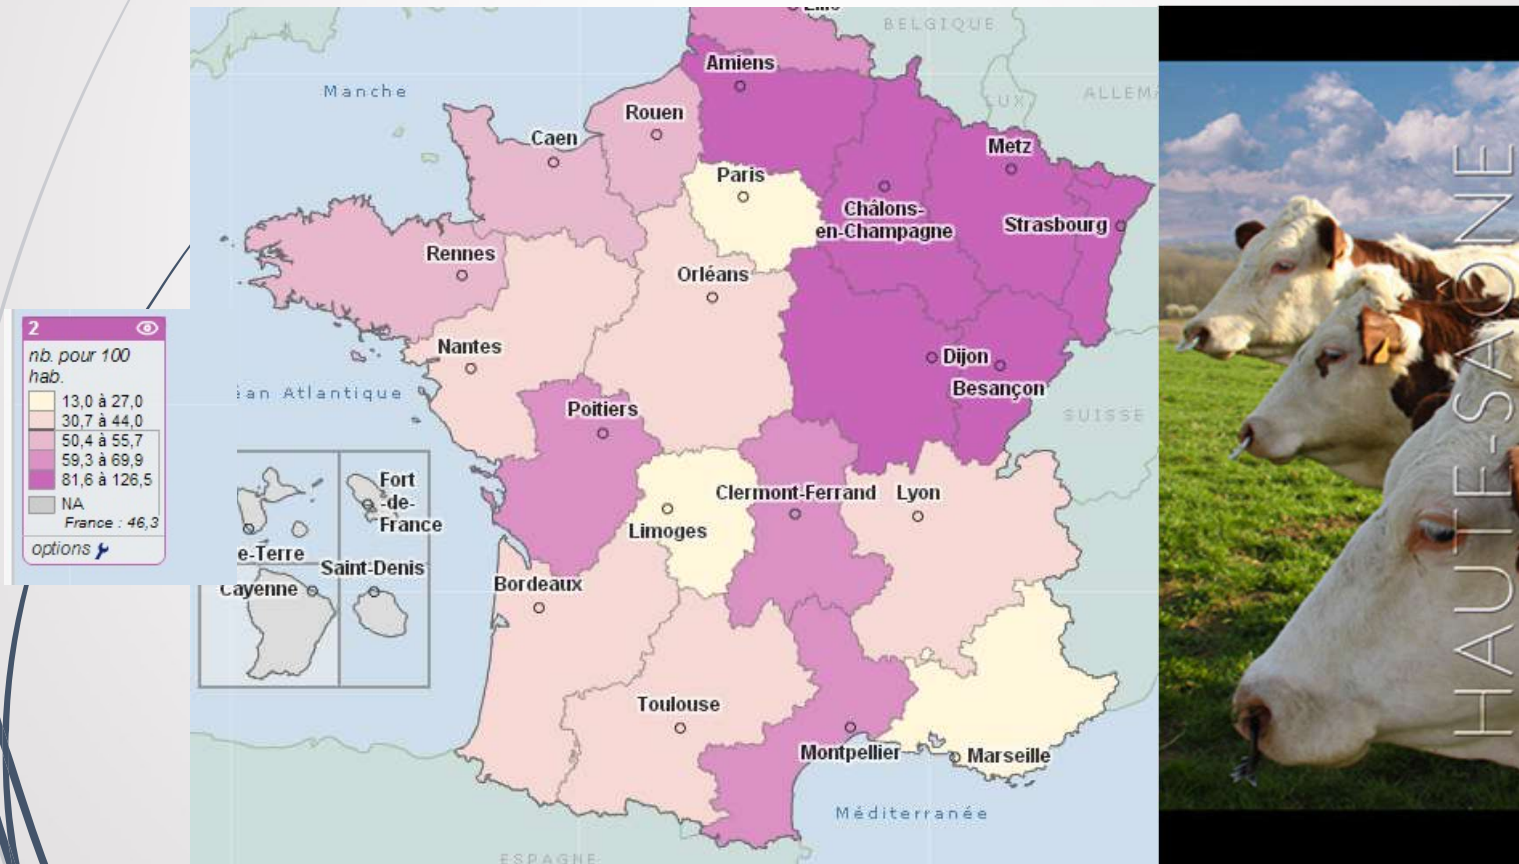 Lille
BELGIQUE
Amiens
Manche
LUX.
ALLEMA
Rouen
Caen
Metz
Paris
Châlons-
en-Champagne
Strasbourg
Rennes
Orléans
2
nb. pour 100
hab.
13,0 à 27,0
30,7 à 44,0
50,4 à 55,7
59,3 à 69,9
81,6 à 126,5
NA
France : 46,3
options
Nantes
Dijon
Besançon
éan Atlantique
Poitiers
SUISSE
Fort
-de-
France
Clermont-Ferrand
Lyon
Limoges
e-Terre
Saint-Denis
Cayenne
Bordeaux
Toulouse
Montpellier
Marseille
Méditerranée
ESPAGNE
HAUTE-SAÔNE